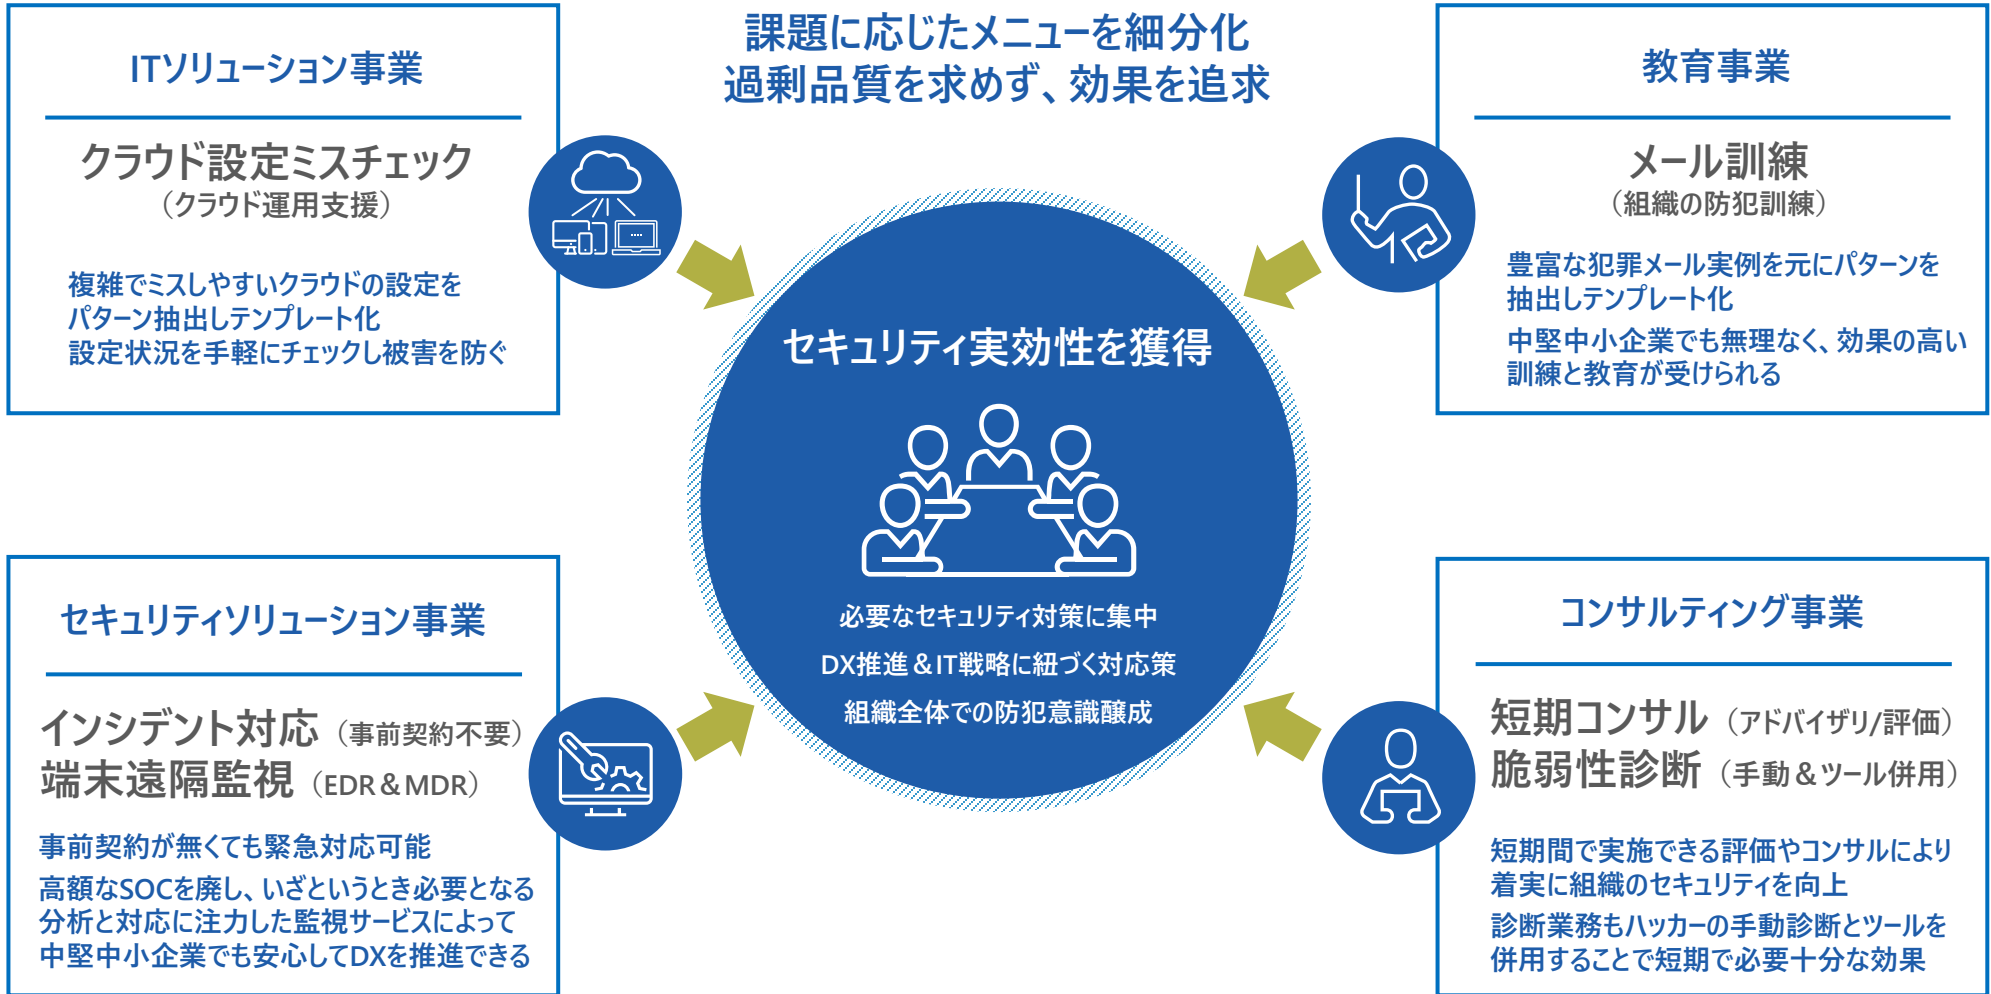 課題に応じたメニューを細分化
過剰品質を求めず、効果を追求
ITソリューション事業
クラウド設定ミスチェック
（クラウド運用支援）
複雑でミスしやすいクラウドの設定を
パターン抽出しテンプレート化
設定状況を手軽にチェックし被害を防ぐ
教育事業
メール訓練
（組織の防犯訓練）
豊富な犯罪メール実例を元にパターンを
抽出しテンプレート化
中堅中小企業でも無理なく、効果の高い
訓練と教育が受けられる
セキュリティ実効性を獲得
必要なセキュリティ対策に集中
DX推進＆IT戦略に紐づく対応策
組織全体での防犯意識醸成
セキュリティソリューション事業
インシデント対応（事前契約不要）
端末遠隔監視（EDR＆MDR）
事前契約が無くても緊急対応可能
高額なSOCを廃し、いざというとき必要となる
分析と対応に注力した監視サービスによって
中堅中小企業でも安心してDXを推進できる
コンサルティング事業
短期コンサル（アドバイザリ/評価）
脆弱性診断（手動＆ツール併用）
短期間で実施できる評価やコンサルにより
着実に組織のセキュリティを向上
診断業務もハッカーの手動診断とツールを
併用することで短期で必要十分な効果